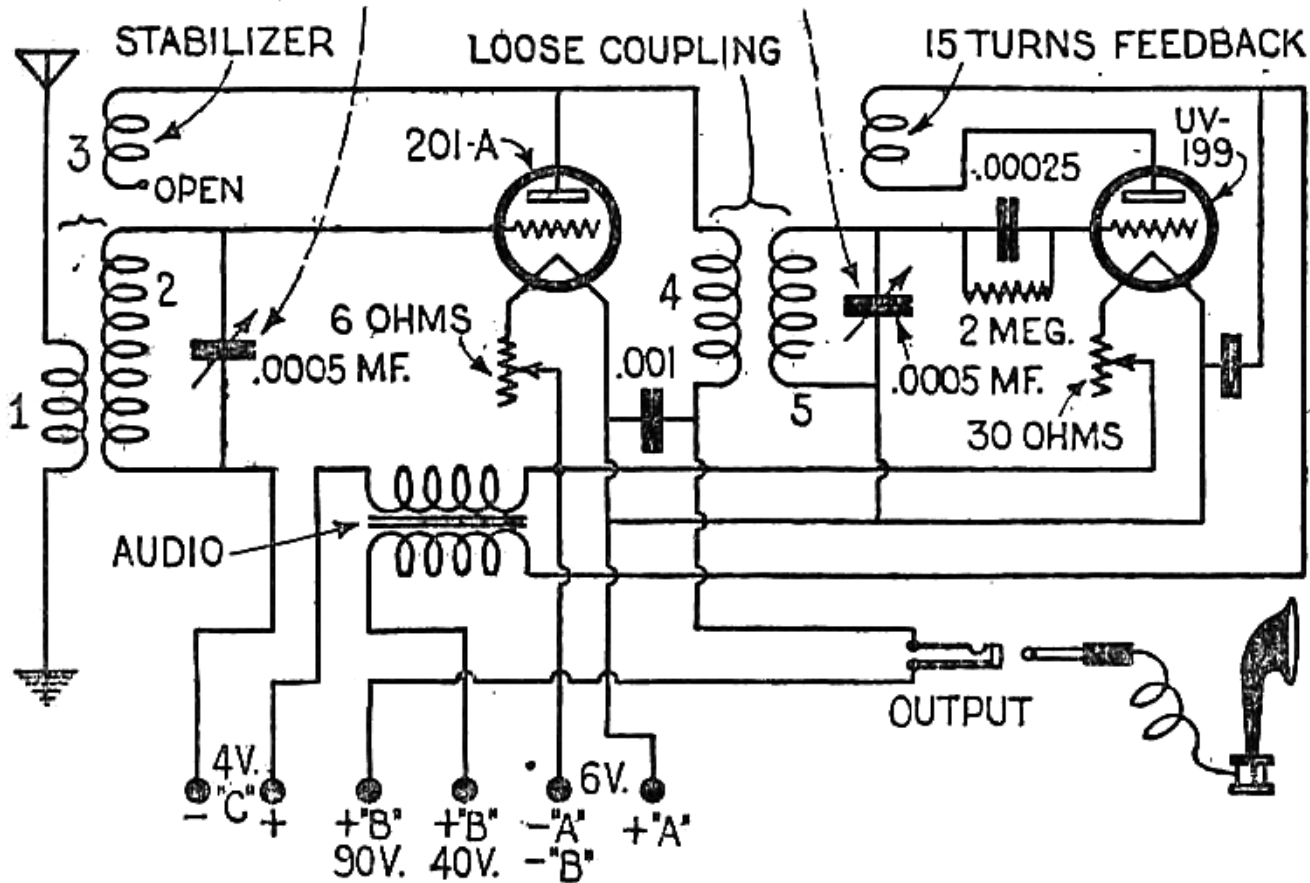 STABILIZER
LOOSE COUPLING
15 TURNS FEEDBACK
3
OPEN
201-A
UV-
199
.00025
2
4
6 OHMS
.0005 MF.
.001
2 MEG.
.0005 MF.
1
5
30 OHMS
AUDIO
OUTPUT
4V.
"C"
- +
6V.
+"B"
90V.
+"B"
40V.
-"A"
-"B"
+"A"